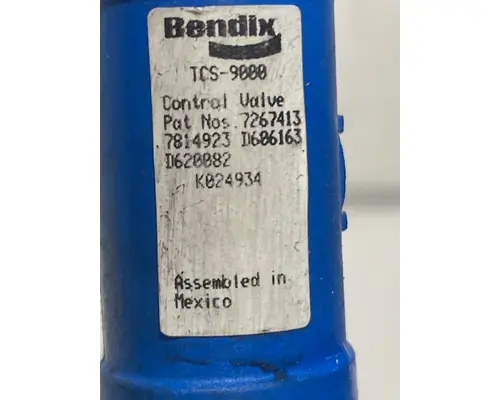 Bendix
TCS-9000
Control Valve
Pat Nos. 7267413
7814923 D606163
D620082
K024934
Assembled in
Mexico